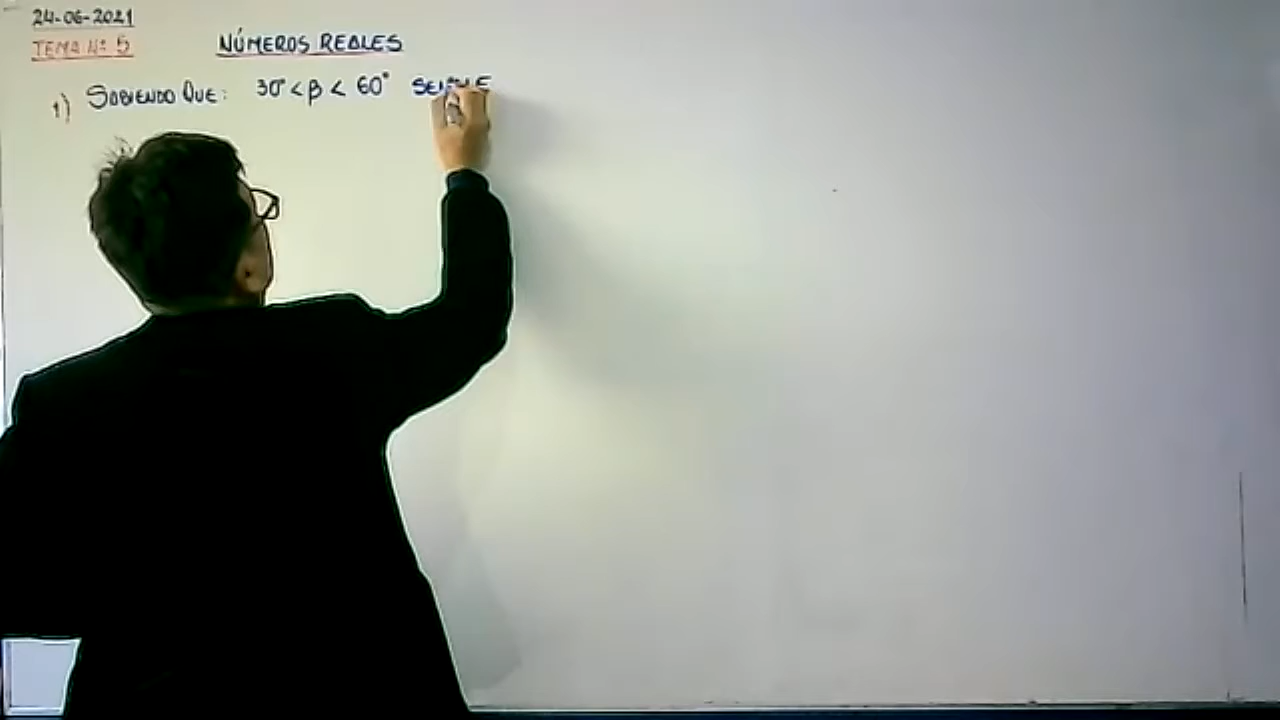 24-06-2021
TEMA Nº 5 NÚMEROS REALES
1) SABIENDO QUE: 30° < β < 60°